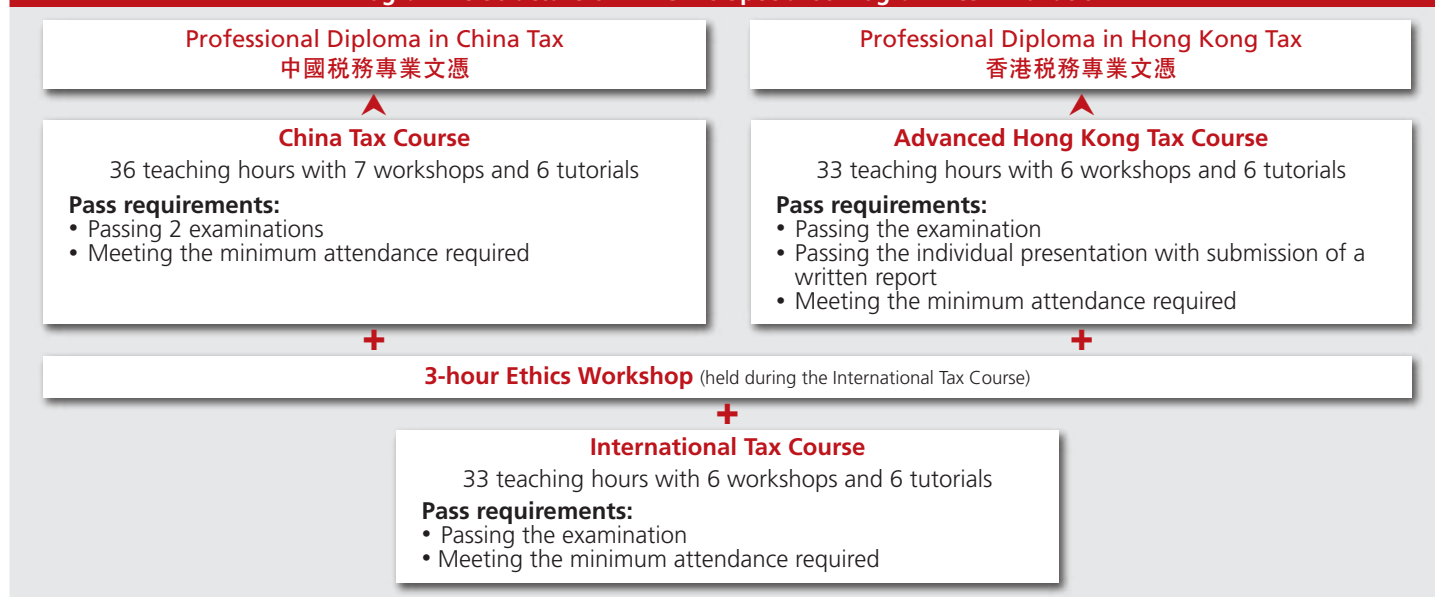 Professional Diploma in China Tax
中國税務專業文憑
Professional Diploma in Hong Kong Tax
香港税務專業文憑
China Tax Course
36 teaching hours with 7 workshops and 6 tutorials
Pass requirements:
• Passing 2 examinations
• Meeting the minimum attendance required
Advanced Hong Kong Tax Course
33 teaching hours with 6 workshops and 6 tutorials
Pass requirements:
• Passing the examination
• Passing the individual presentation with submission of a
written report
• Meeting the minimum attendance required
+
+
3-hour Ethics Workshop (held during the International Tax Course)
+
International Tax Course
33 teaching hours with 6 workshops and 6 tutorials
Pass requirements:
• Passing the examination
• Meeting the minimum attendance required